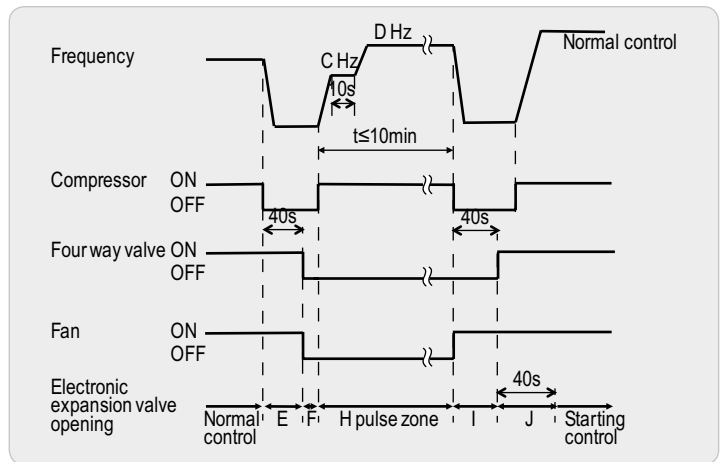 D Hz
Frequency
Normal control
C Hz
10s
t≤10min
Compressor ON
OFF
40s 40s
Four way valve ON
OFF
Fan ON
OFF
40s
Electronic
expansion valve
opening
Normal
control
E F H pulse zone I J
Starting
control